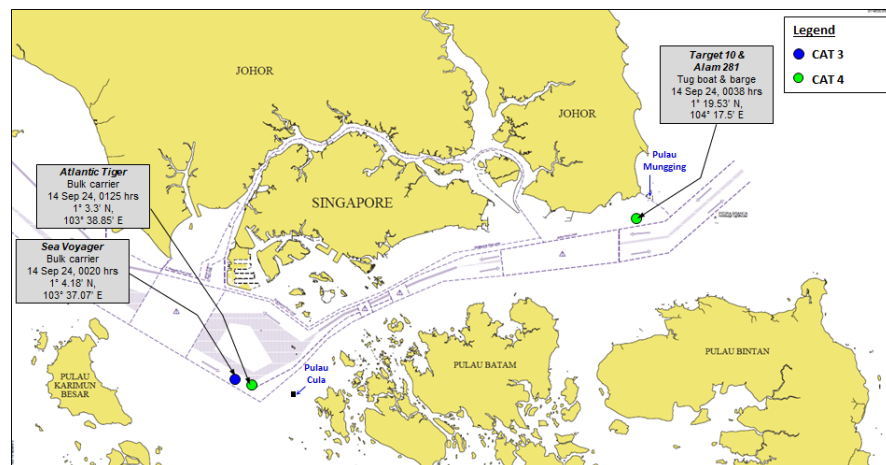 Legend
CAT 3
CAT 4
Target 10 &
Alam 281
Tug boat & barge
14 Sep 24, 0038 hrs
1° 19.53' N,
104° 17.5' E
JOHOR
JOHOR
Pulau
Mungging
Atlantic Tiger
Bulk carrier
14 Sep 24, 0125 hrs
1° 3.3' N,
103° 38.85' E
SINGAPORE
Sea Voyager
Bulk carrier
14 Sep 24, 0020 hrs
1° 4.18' N,
103° 37.07' E
PULAU
KARIMUN
BESAR
Pulau
Cula
PULAU BATAM
PULAU BINTAN